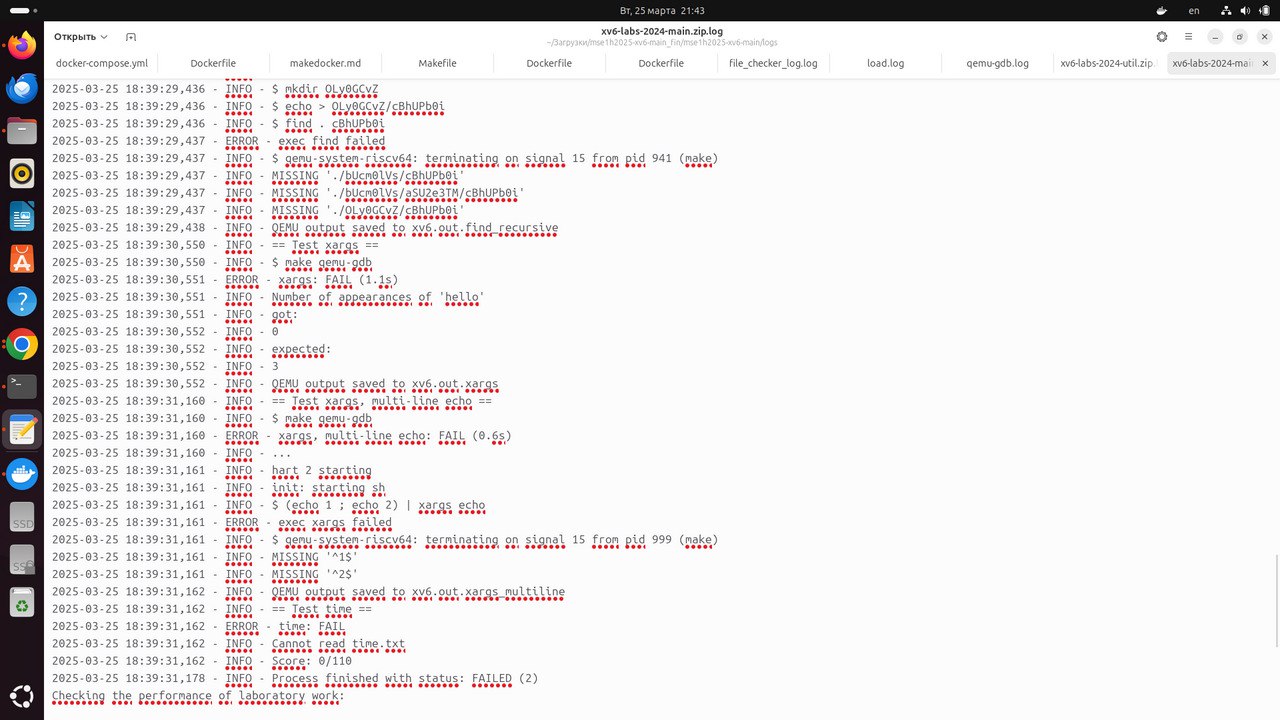 Вт, 25 марта 21:43
en
Открыть
xv6-labs-2024-main.zip.log
~/Загрузки/mse1h2025-xv6-main_fin/mse1h2025-xv6-main/logs
docker-compose.yml Dockerfile makedocker.md Makefile Dockerfile Dockerfile file_checker_log.log load.log qemu-gdb.log xv6-labs-2024-util.zip. xv6-labs-2024-mai
2025-03-25 18:39:29,436 - INFO - $ mkdir OLy0GCvZ
2025-03-25 18:39:29,436 - INFO - $ echo > OLy0GCvZ/cBhUPb0i
2025-03-25 18:39:29,436 - INFO - $ find . cBhUPb0i
2025-03-25 18:39:29,437 - ERROR - exec find failed
2025-03-25 18:39:29,437 - INFO - $ qemu-system-riscv64: terminating on signal 15 from pid 941 (make)
2025-03-25 18:39:29,437 - INFO - MISSING './bUcm0lVs/cBhUPb0i'
2025-03-25 18:39:29,437 - INFO - MISSING './bUcm0lVs/aSU2e3TM/cBhUPb0i'
2025-03-25 18:39:29,437 - INFO - MISSING './OLy0GCvZ/cBhUPb0i'
2025-03-25 18:39:29,438 - INFO - QEMU output saved to xv6.out.find_recursive
2025-03-25 18:39:30,550 - INFO - == Test xargs ==
2025-03-25 18:39:30,550 - INFO - $ make qemu-gdb
2025-03-25 18:39:30,551 - ERROR - xargs: FAIL (1.1s)
2025-03-25 18:39:30,551 - INFO - Number of appearances of 'hello'
2025-03-25 18:39:30,551 - INFO - got:
2025-03-25 18:39:30,552 - INFO - 0
2025-03-25 18:39:30,552 - INFO - expected:
2025-03-25 18:39:30,552 - INFO - 3
2025-03-25 18:39:30,552 - INFO - QEMU output saved to xv6.out.xargs
2025-03-25 18:39:31,160 - INFO - == Test xargs, multi-line echo ==
2025-03-25 18:39:31,160 - INFO - $ make qemu-gdb
2025-03-25 18:39:31,160 - ERROR - xargs, multi-line echo: FAIL (0.6s)
2025-03-25 18:39:31,160 - INFO - ...
2025-03-25 18:39:31,161 - INFO - hart 2 starting
2025-03-25 18:39:31,161 - INFO - init: starting sh
2025-03-25 18:39:31,161 - INFO - $ (echo 1 ; echo 2) | xargs echo
2025-03-25 18:39:31,161 - ERROR - exec xargs failed
2025-03-25 18:39:31,161 - INFO - $ qemu-system-riscv64: terminating on signal 15 from pid 999 (make)
2025-03-25 18:39:31,161 - INFO - MISSING '^1$'
2025-03-25 18:39:31,161 - INFO - MISSING '^2$'
2025-03-25 18:39:31,162 - INFO - QEMU output saved to xv6.out.xargs_multiline
2025-03-25 18:39:31,162 - INFO - == Test time ==
2025-03-25 18:39:31,162 - ERROR - time: FAIL
2025-03-25 18:39:31,162 - INFO - Cannot read time.txt
2025-03-25 18:39:31,162 - INFO - Score: 0/110
2025-03-25 18:39:31,178 - INFO - Process finished with status: FAILED (2)
Checking the performance of laboratory work:
SSD
SSD